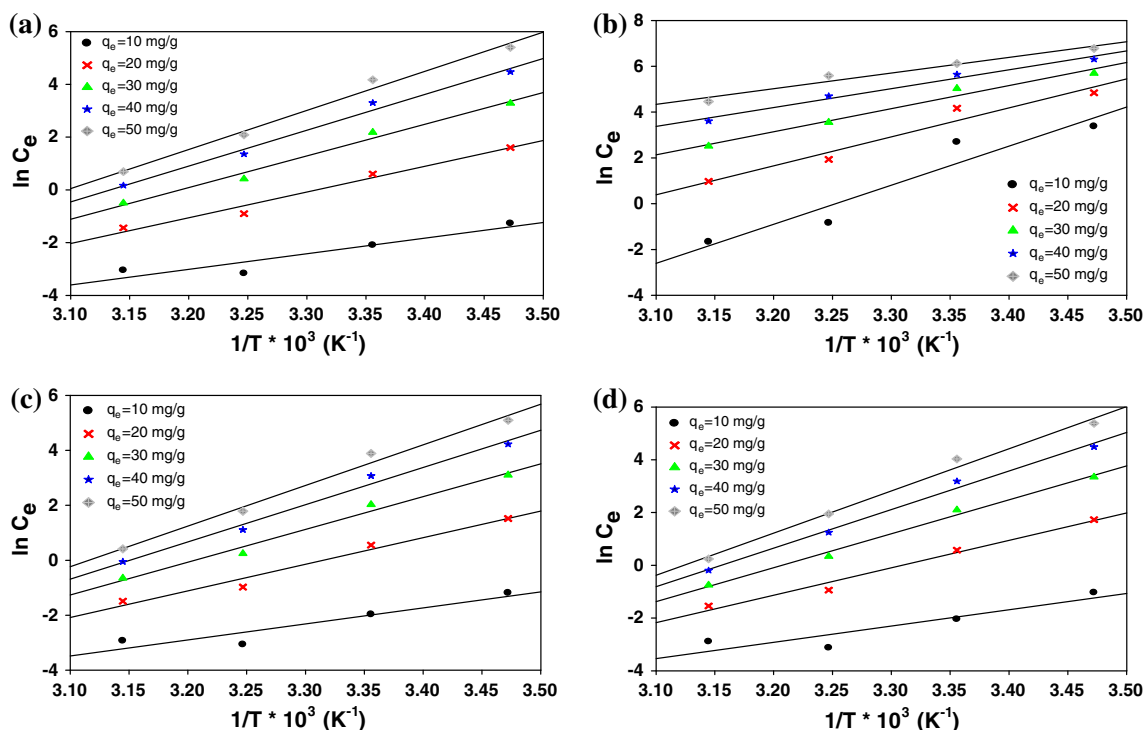 (a)
6
4
2
0
-2
-4
ln Ce
qe=10 mg/g
qe=20 mg/g
qe=30 mg/g
qe=40 mg/g
qe=50 mg/g
3.10 3.15 3.20 3.25 3.30 3.35 3.40 3.45 3.50
1/T * 10³ (K⁻¹)
(b)
8
6
4
2
0
-2
-4
ln Ce
qe=10 mg/g
qe=20 mg/g
qe=30 mg/g
qe=40 mg/g
qe=50 mg/g
3.10 3.15 3.20 3.25 3.30 3.35 3.40 3.45 3.50
1/T * 10³ (K⁻¹)
(c)
6
4
2
0
-2
-4
ln Ce
qe=10 mg/g
qe=20 mg/g
qe=30 mg/g
qe=40 mg/g
qe=50 mg/g
3.10 3.15 3.20 3.25 3.30 3.35 3.40 3.45 3.50
1/T * 10³ (K⁻¹)
(d)
6
4
2
0
-2
-4
ln Ce
qe=10 mg/g
qe=20 mg/g
qe=30 mg/g
qe=40 mg/g
qe=50 mg/g
3.10 3.15 3.20 3.25 3.30 3.35 3.40 3.45 3.50
1/T * 10³ (K⁻¹)